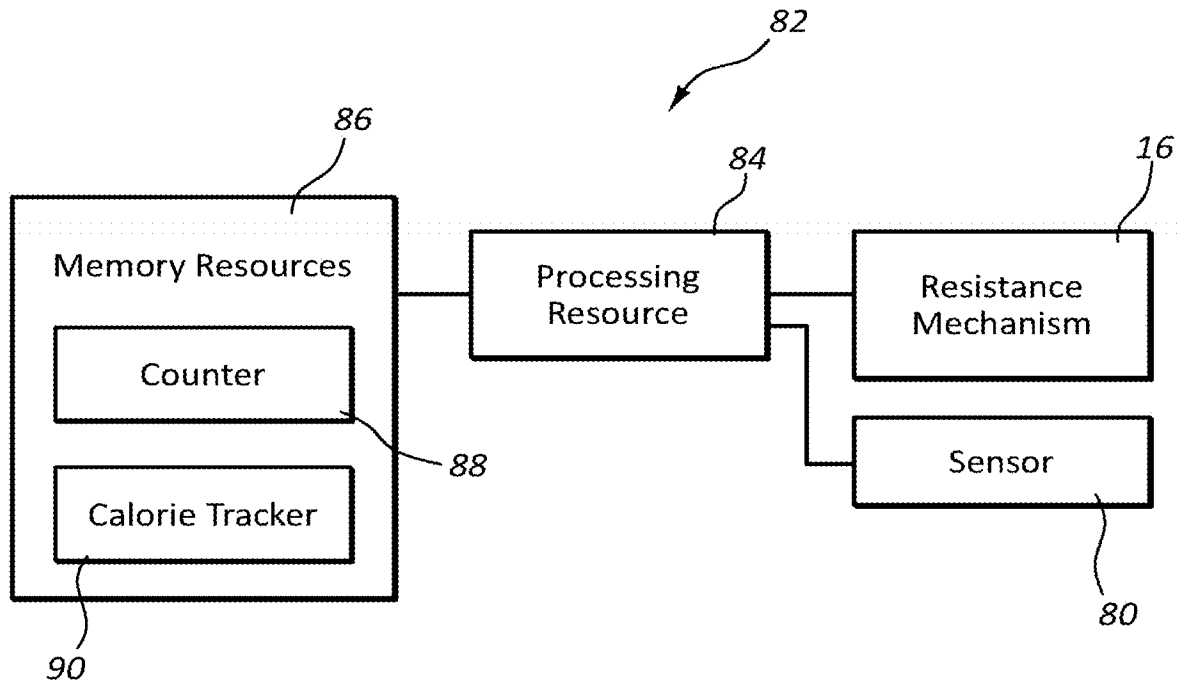 82
86
84
16
Memory Resources
Processing
Resource
Resistance
Mechanism
Counter
88
Sensor
Calorie Tracker
80
90